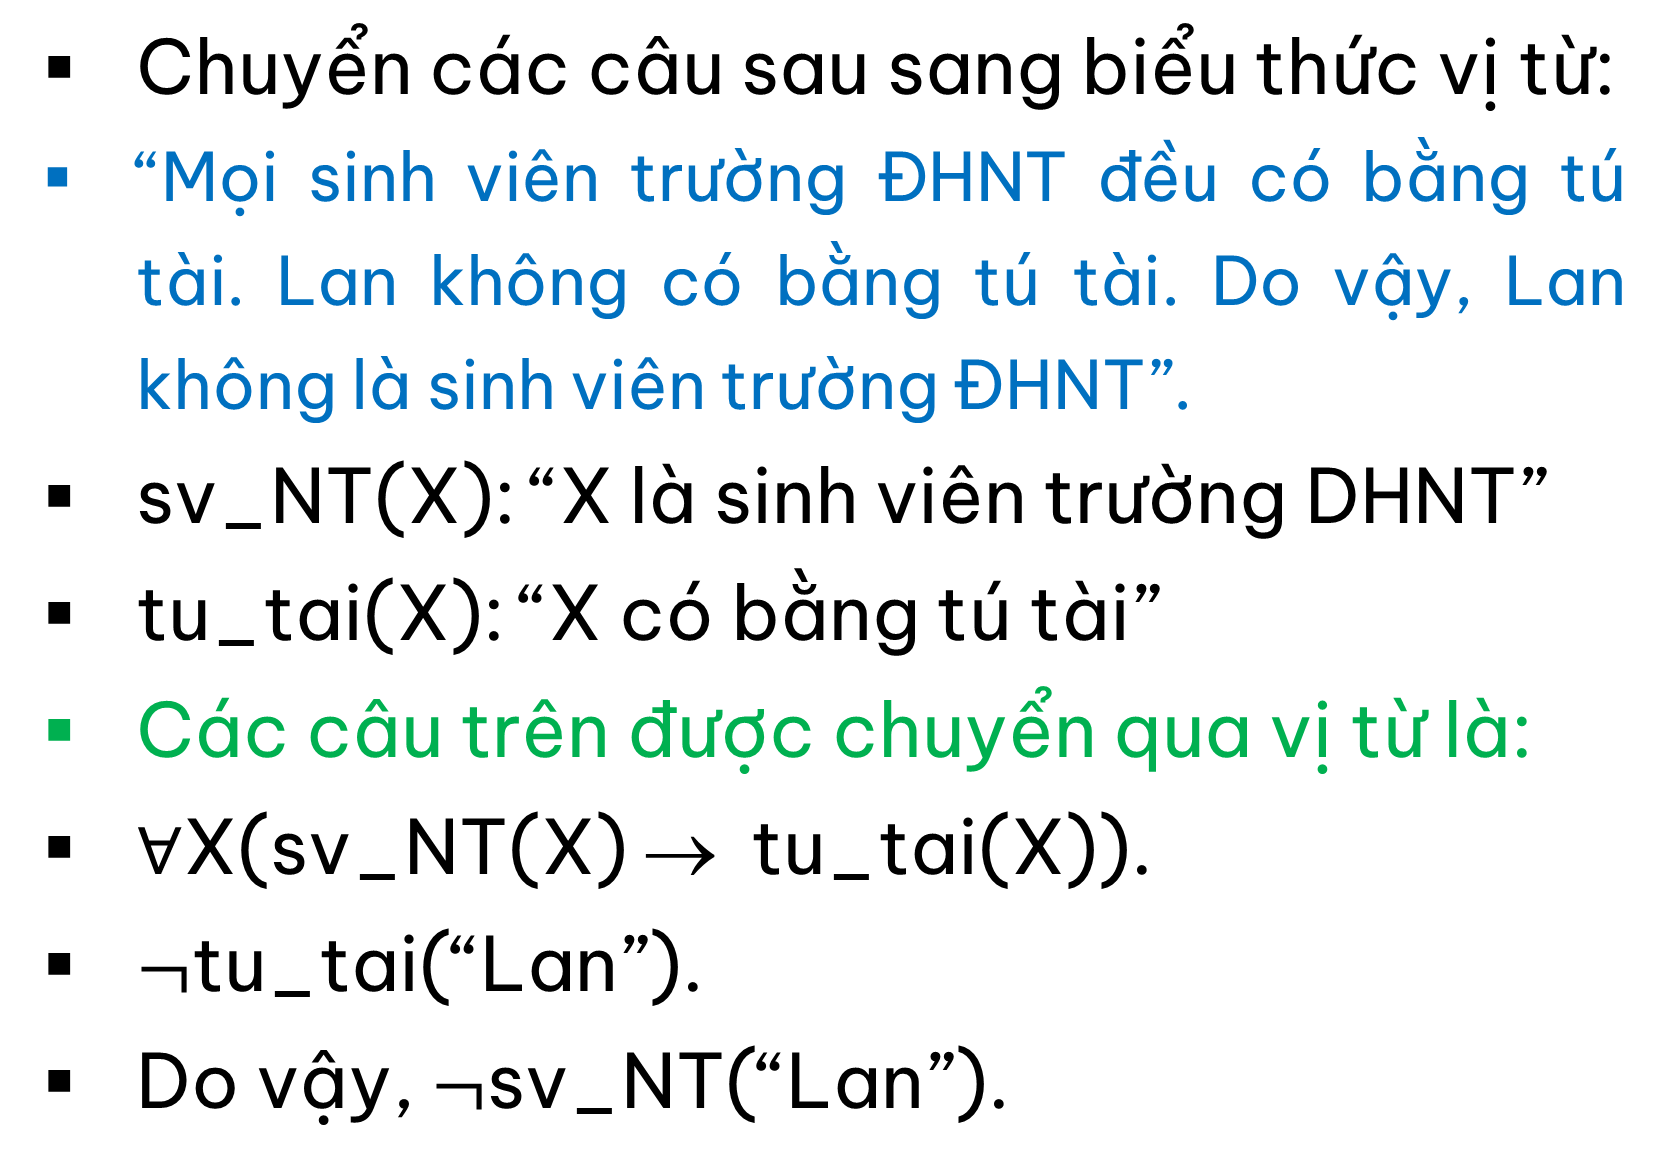 ▪ Chuyển các câu sau sang biểu thức vị từ:
▪ “Mọi sinh viên trường ĐHNT đều có bằng tú
tài. Lan không có bằng tú tài. Do vậy, Lan
không là sinh viên trường ĐHNT”.
▪ sv_NT(X): “X là sinh viên trường DHNT”
▪ tu_tai(X): “X có bằng tú tài”
▪ Các câu trên được chuyển qua vị từ là:
▪ ∀X(sv_NT(X) → tu_tai(X)).
▪ ¬tu_tai(“Lan”).
▪ Do vậy, ¬sv_NT(“Lan”).